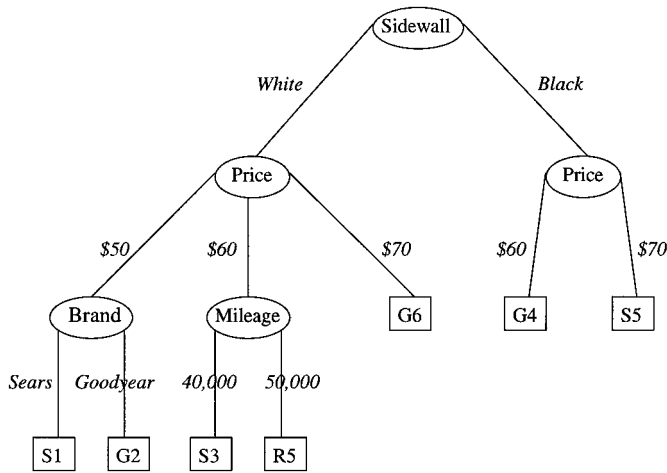 Sidewall
White Black
Price Price
$50 $60 $70 $60 $70
Brand Mileage G6 G4 S5
Sears Goodyear 40,000 50,000
S1 G2 S3 R5